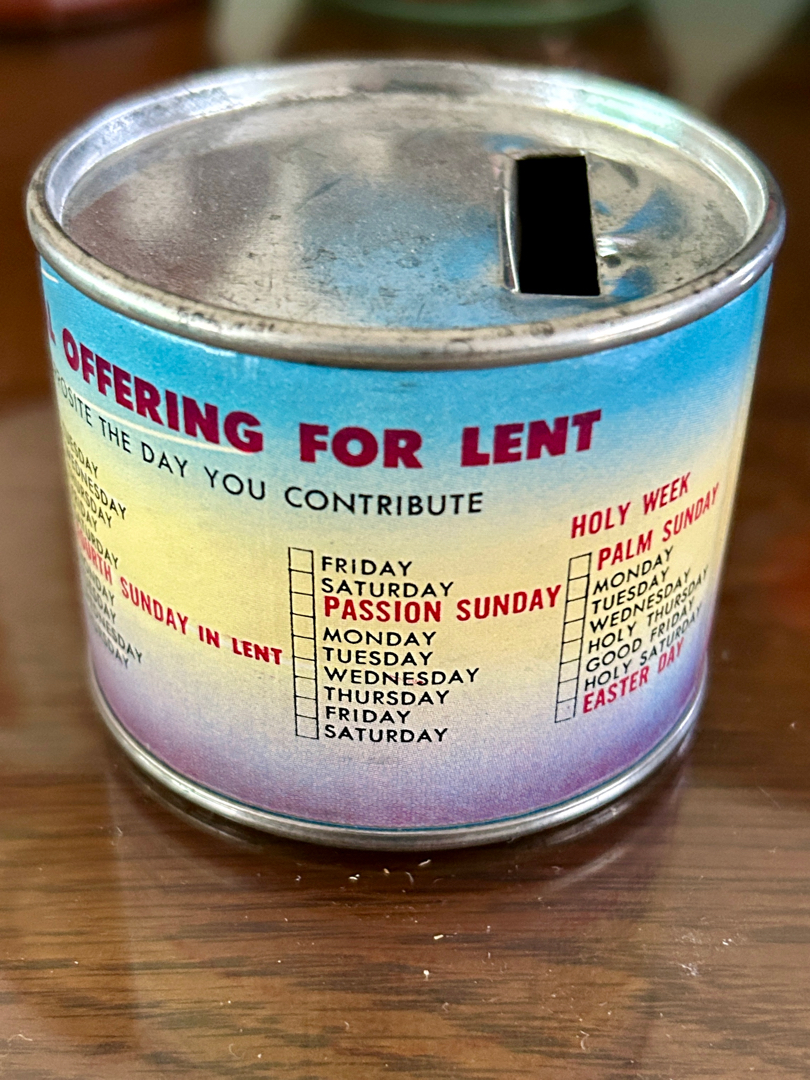 OFFERING FOR LENT
THE DAY YOU CONTRIBUTE
FOURTH SUNDAY IN LENT
FRIDAY
SATURDAY
PASSION SUNDAY
MONDAY
TUESDAY
WEDNESDAY
THURSDAY
FRIDAY
SATURDAY
HOLY WEEK
PALM SUNDAY
MONDAY
TUESDAY
WEDNESDAY
HOLY THURSDAY
GOOD FRIDAY
HOLY SATURDAY
EASTER DAY